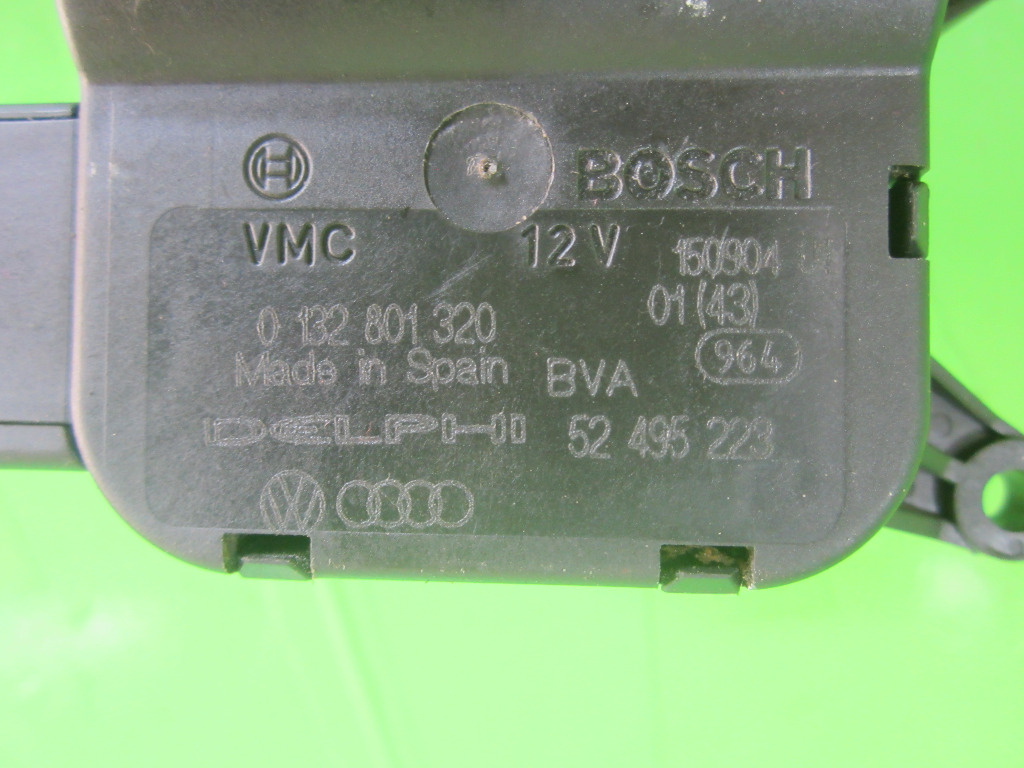 BOSCH
VMC 12 V 150904
01 (43)
0 132 801 320
964
Made in Spain BVA
DELPHI 52 495 223